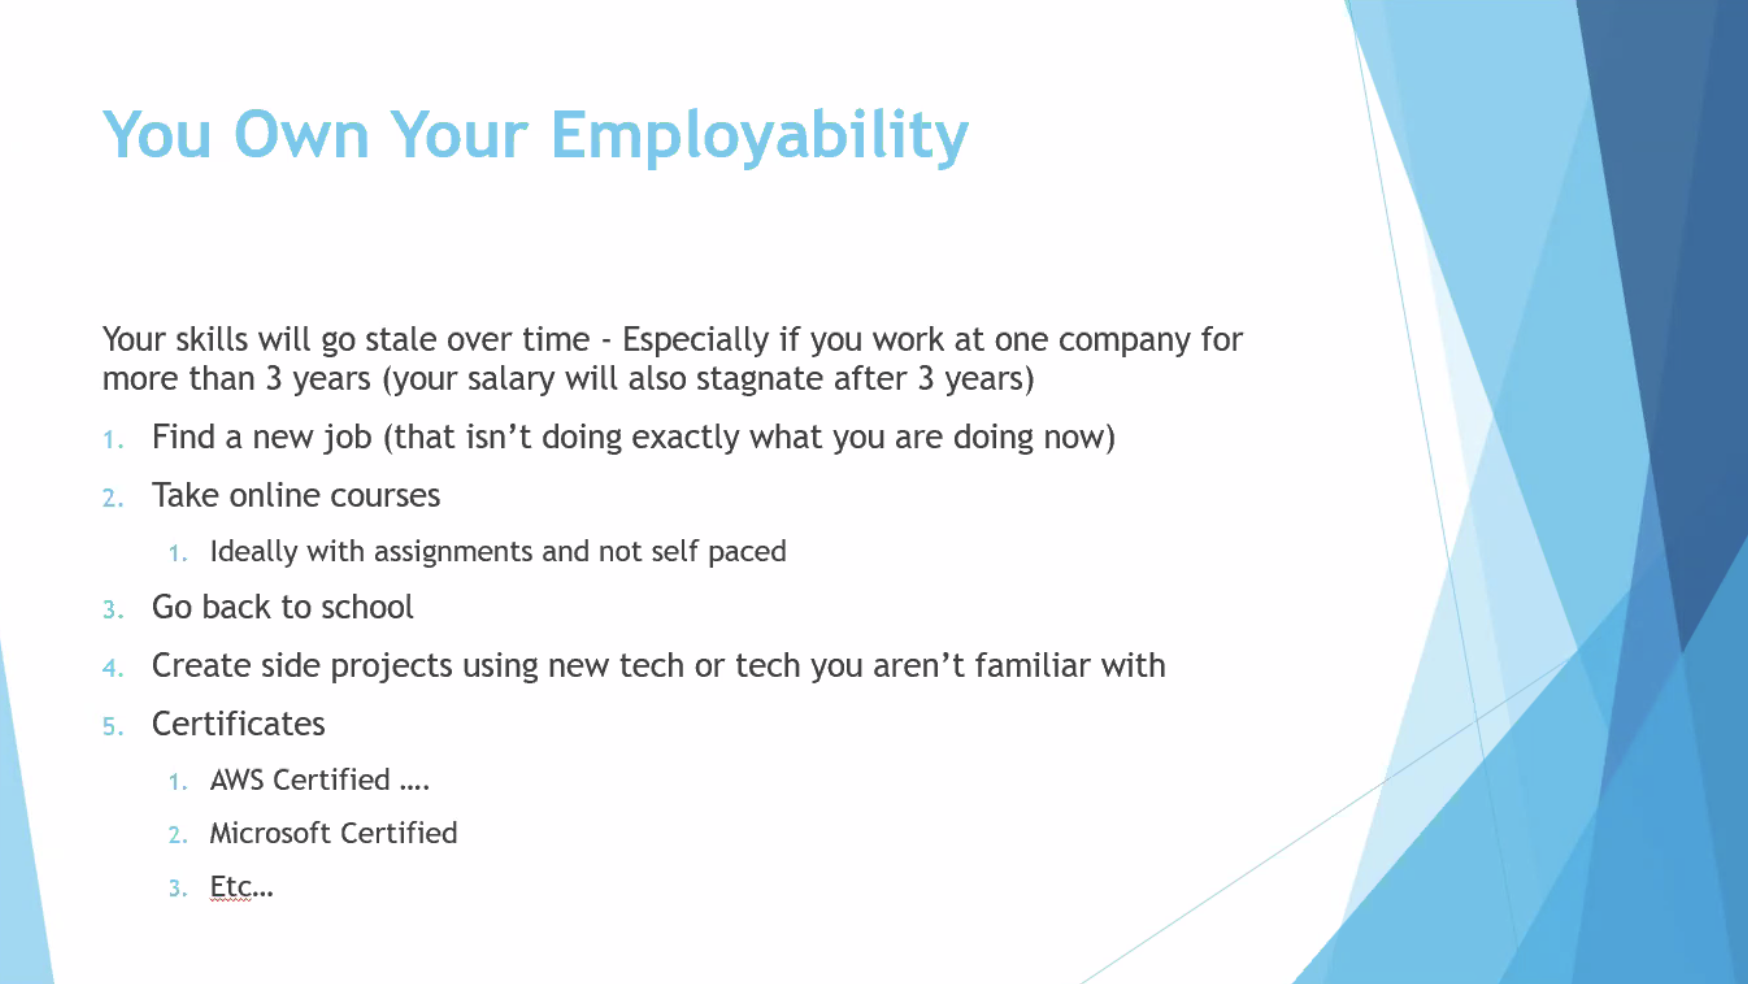 You Own Your Employability
Your skills will go stale over time - Especially if you work at one company for
more than 3 years (your salary will also stagnate after 3 years)
1. Find a new job (that isn’t doing exactly what you are doing now)
2. Take online courses
1. Ideally with assignments and not self paced
3. Go back to school
4. Create side projects using new tech or tech you aren’t familiar with
5. Certificates
1. AWS Certified ....
2. Microsoft Certified
3. Etc…